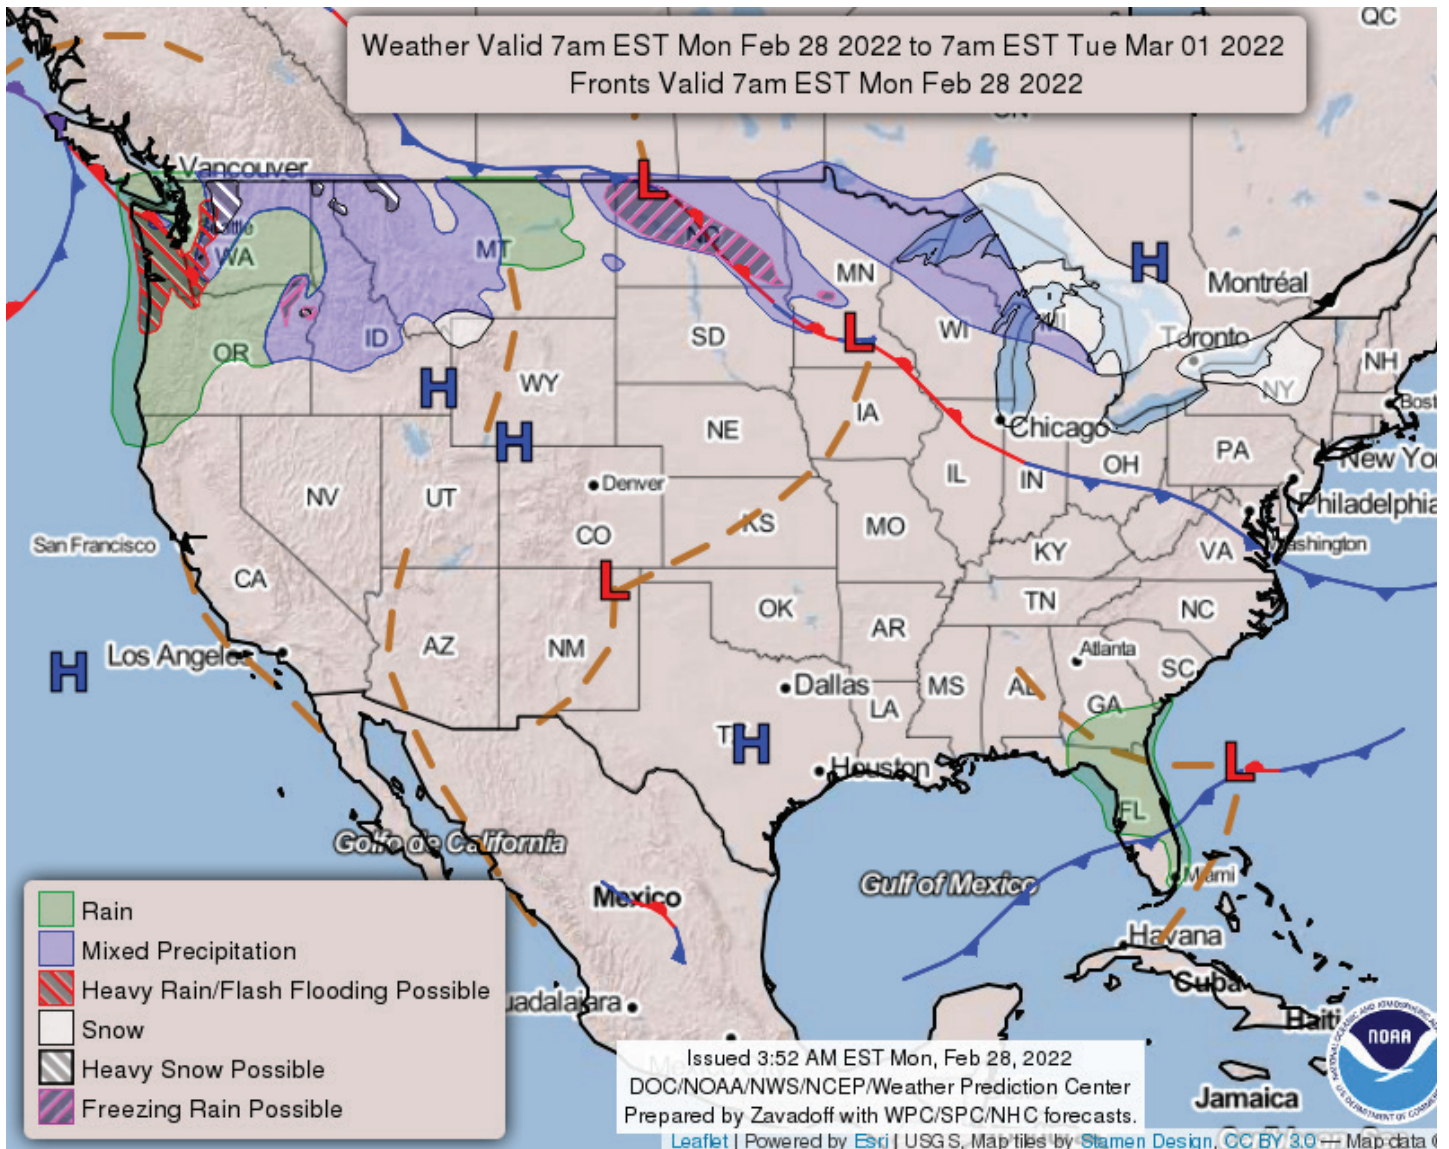 QC
Weather Valid 7am EST Mon Feb 28 2022 to 7am EST Tue Mar 01 2022
Fronts Valid 7am EST Mon Feb 28 2022
Vancouver
L
WA
MT
MN
H
Montréal
OR
ID
SD
WI
L
Toronto
NH
H
WY
NY
IA
Bost
H
NE
Chicago
PA
New Yo
NV
UT
Denver
IL
IN
OH
Philadelphia
San Francisco
CO
KS
MO
KY
VA
ashington
CA
L
OK
TN
NC
AZ
NM
AR
Atlanta
H
Los Angeles
Dallas
MS
AL
SC
LA
GA
H
Houston
L
FL
Golfo de California
Gulf of Mexico
Miami
Mexico
Havana
Cuba
Haiti
uadalajara
Jamaica
Rain
Mixed Precipitation
Heavy Rain/Flash Flooding Possible
Snow
Heavy Snow Possible
Freezing Rain Possible
NOAA
Issued 3:52 AM EST Mon, Feb 28, 2022
DOC/NOAA/NWS/NCEP/Weather Prediction Center
Prepared by Zavadoff with WPC/SPC/NHC forecasts.
Leaflet | Powered by Esri | USGS, Map tiles by Stamen Design, CC BY 3.0 — Map data ©